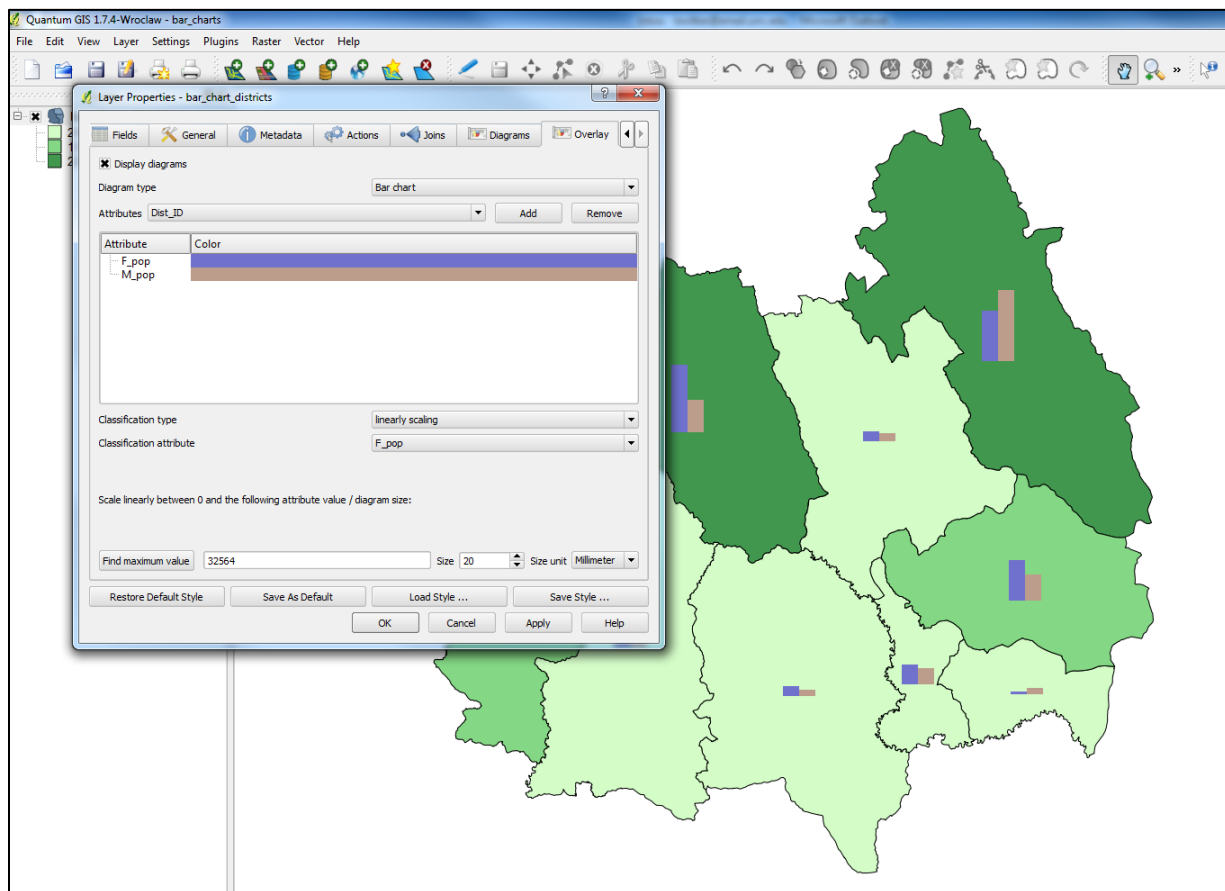 Quantum GIS 1.7.4-Wroclaw - bar_charts
File Edit View Layer Settings Plugins Raster Vector Help
»
Layer Properties - bar_chart_districts
Fields General Metadata Actions Joins Diagrams Overlay
Display diagrams
Diagram type Bar chart
Attributes Dist_ID Add Remove
Attribute Color
F_pop
M_pop
Classification type linearly scaling
Classification attribute F_pop
Scale linearly between 0 and the following attribute value / diagram size:
Find maximum value 32564 Size 20 Size unit Millimeter
Restore Default Style Save As Default Load Style ... Save Style ...
OK Cancel Apply Help